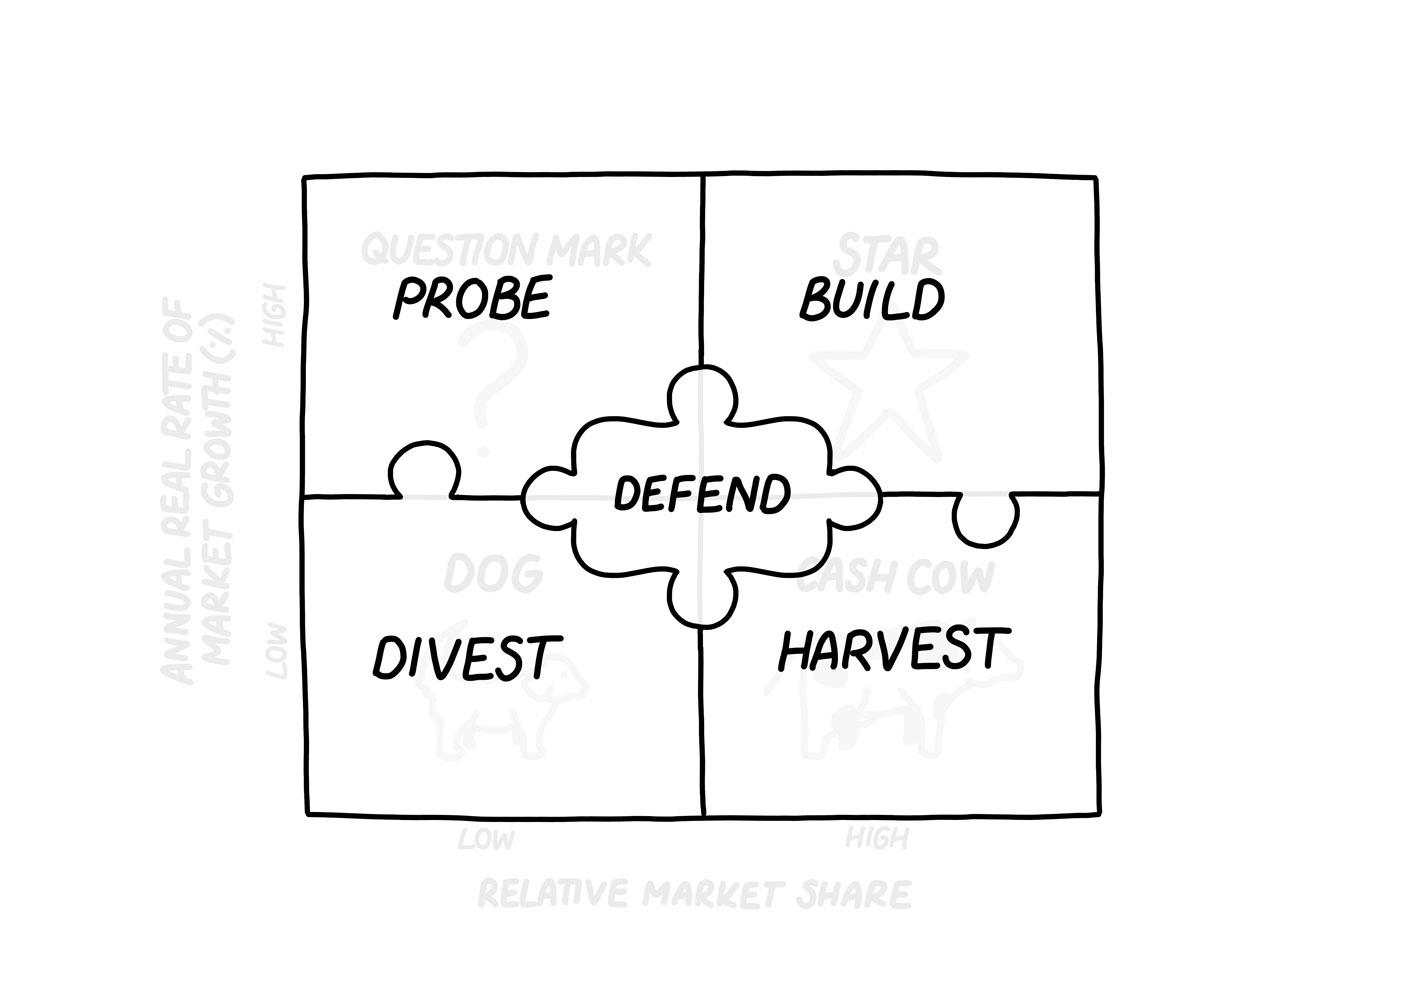 QUESTION MARK
PROBE
STAR
BUILD
HIGH
ANNUAL REAL RATE OF
MARKET GROWTH (%)
?
DEFEND
LOW
DOG
DIVEST
CASH COW
HARVEST
LOW
HIGH
RELATIVE MARKET SHARE